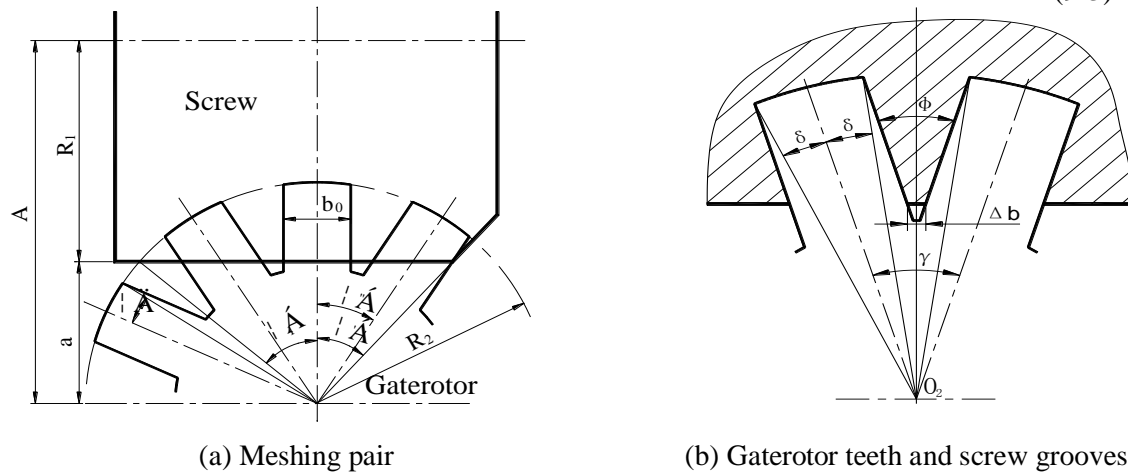 Screw
R₁
A
b₀
a
Á
Á
Á
Ä
R₂
Gaterotor
ϕ
δ
δ
Δb
γ
O₂
(a) Meshing pair
(b) Gaterotor teeth and screw grooves